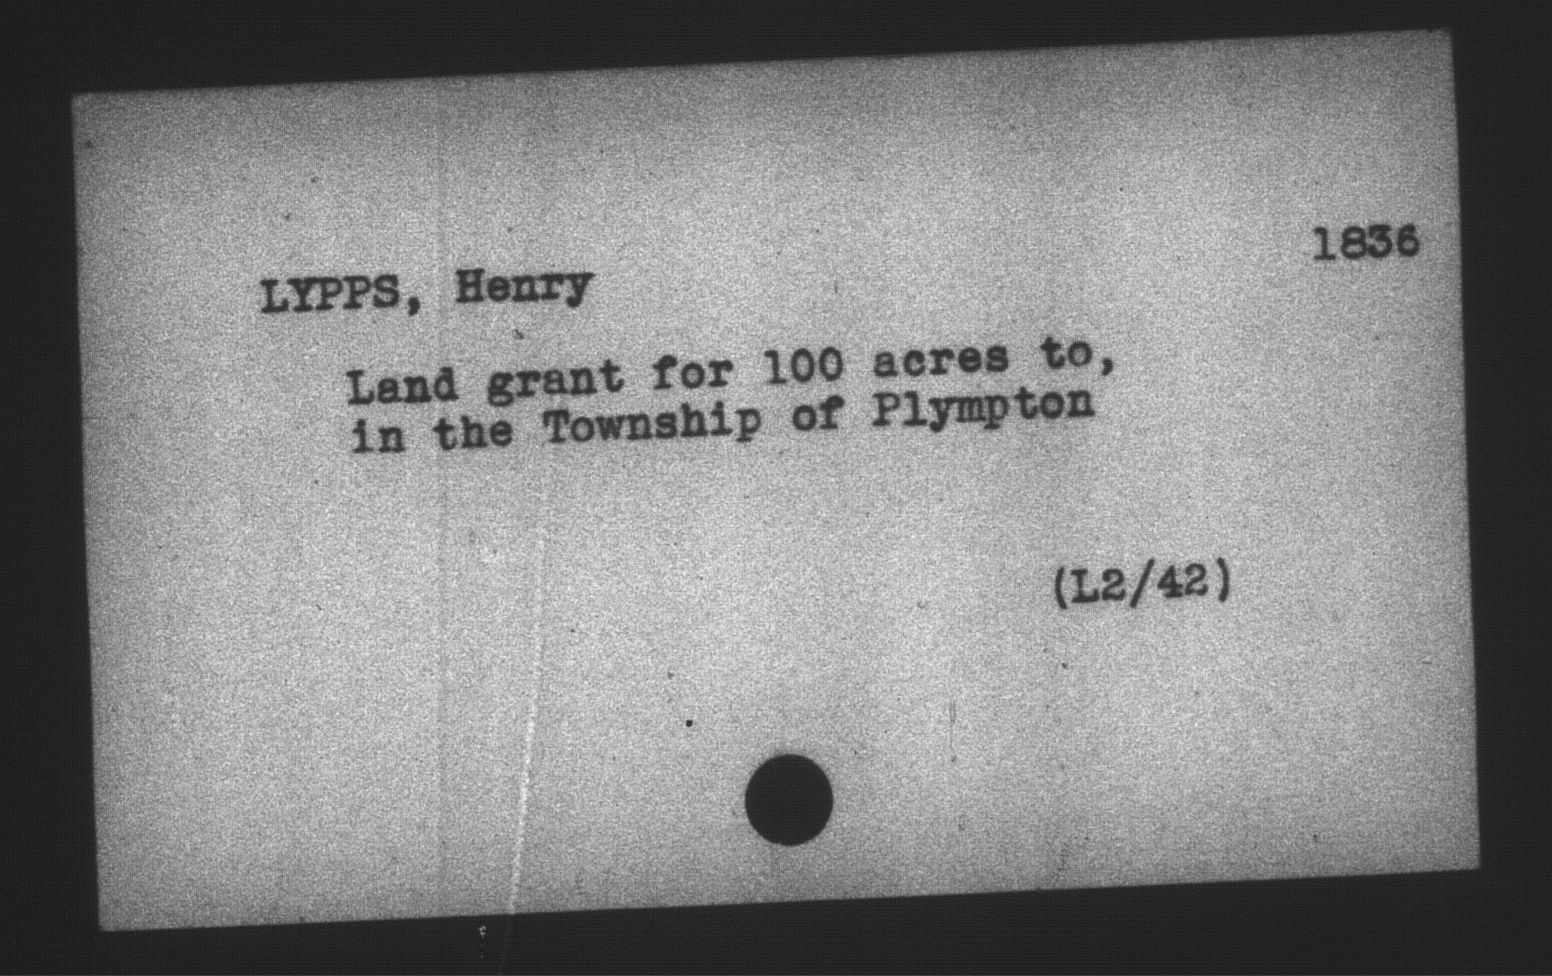 1836
LYPPS, Henry
Land grant for 100 acres to,
in the Township of Plympton
(L2/42)